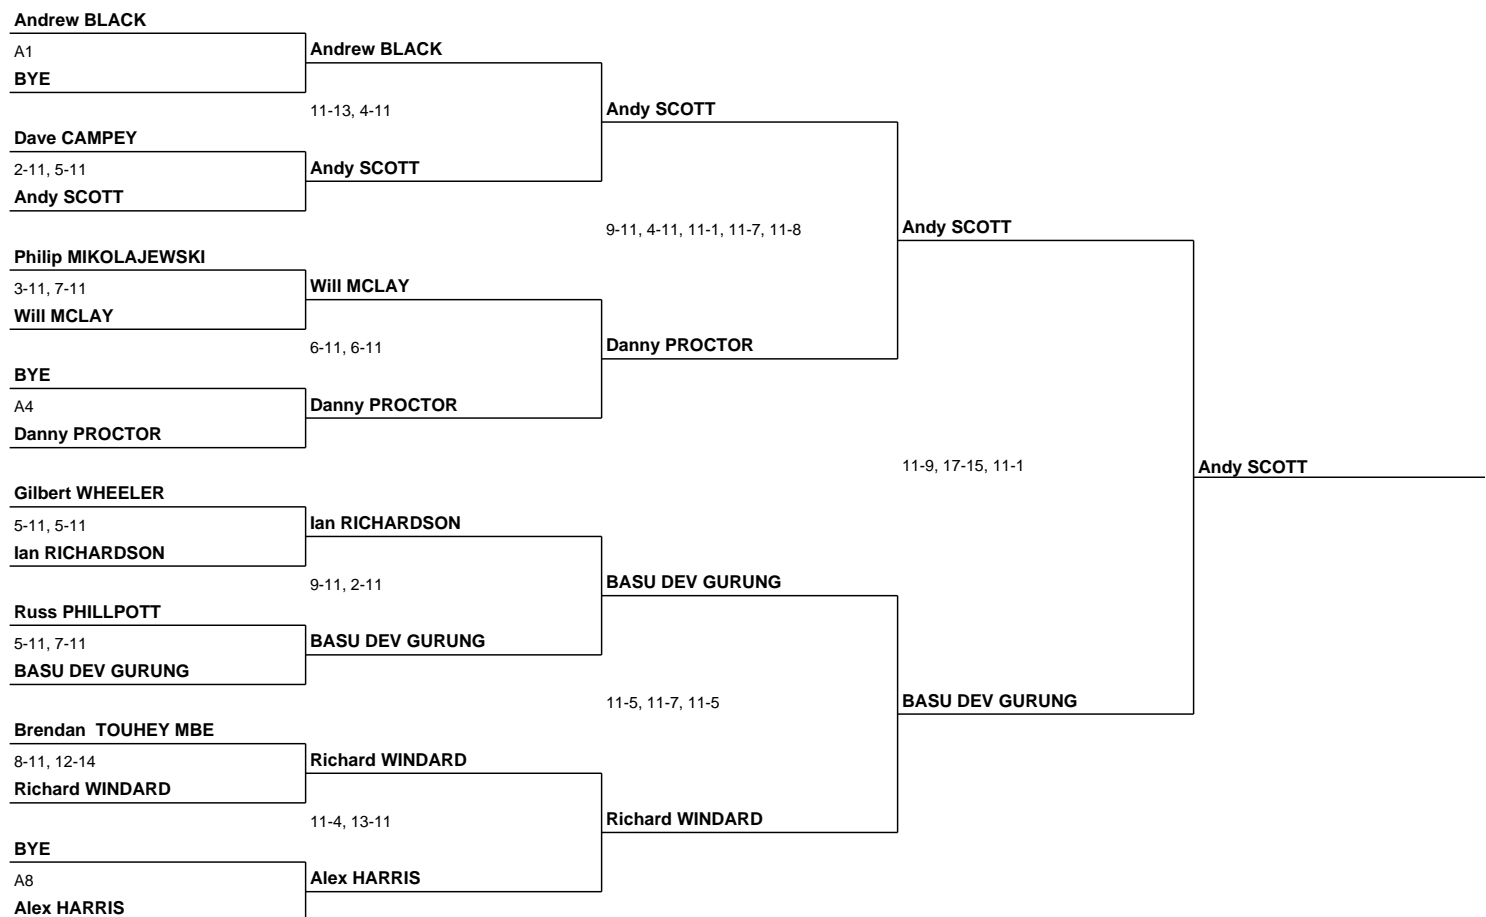 Andrew BLACK
A1
BYE
Andrew BLACK
11-13, 4-11
Dave CAMPEY
2-11, 5-11
Andy SCOTT
Andy SCOTT
Andy SCOTT
9-11, 4-11, 11-1, 11-7, 11-8
Philip MIKOLAJEWSKI
3-11, 7-11
Will MCLAY
Will MCLAY
6-11, 6-11
BYE
A4
Danny PROCTOR
Danny PROCTOR
Danny PROCTOR
Andy SCOTT
11-9, 17-15, 11-1
Andy SCOTT
Gilbert WHEELER
5-11, 5-11
Ian RICHARDSON
Ian RICHARDSON
9-11, 2-11
Russ PHILLPOTT
5-11, 7-11
BASU DEV GURUNG
BASU DEV GURUNG
BASU DEV GURUNG
11-5, 11-7, 11-5
BASU DEV GURUNG
Brendan  TOUHEY MBE
8-11, 12-14
Richard WINDARD
Richard WINDARD
11-4, 13-11
Richard WINDARD
BYE
A8
Alex HARRIS
Alex HARRIS